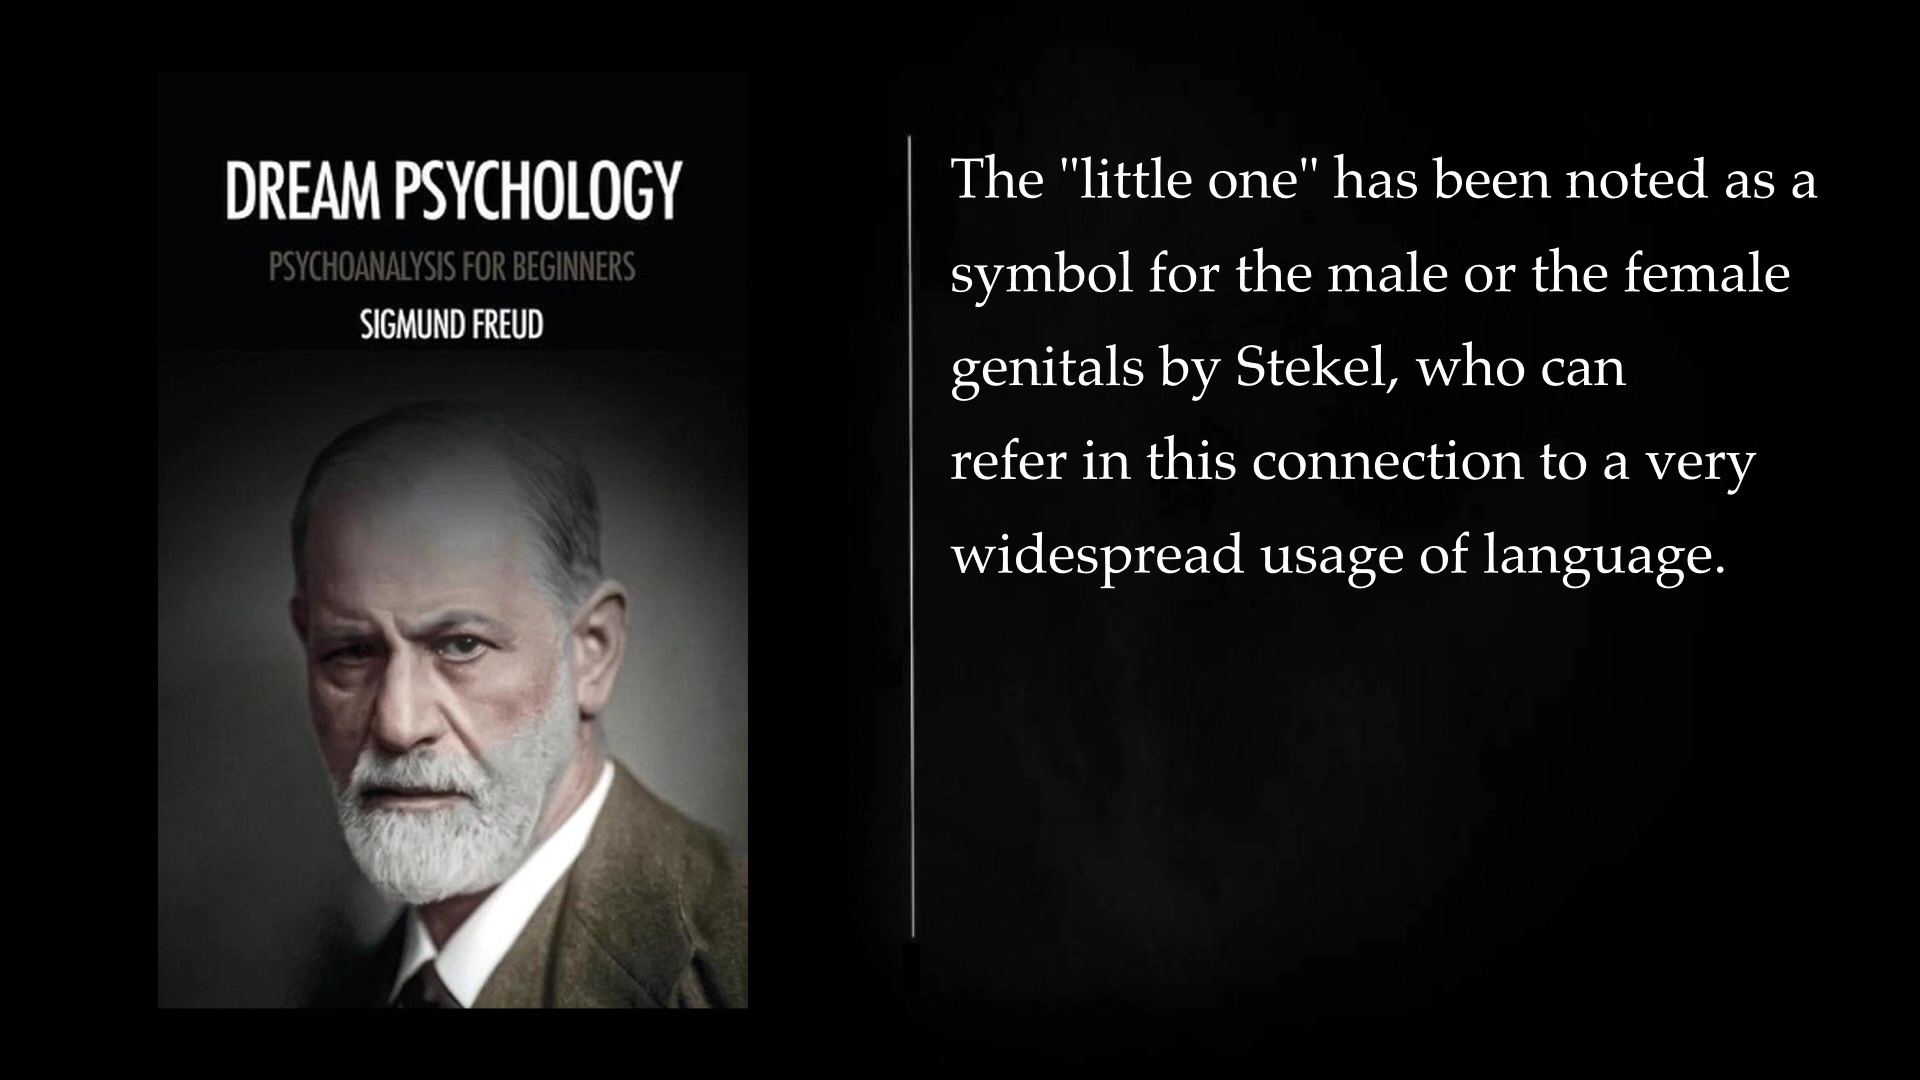 DREAM PSYCHOLOGY
PSYCHOANALYSIS FOR BEGINNERS
SIGMUND FREUD
The "little one" has been noted as a
symbol for the male or the female
genitals by Stekel, who can
refer in this connection to a very
widespread usage of language.